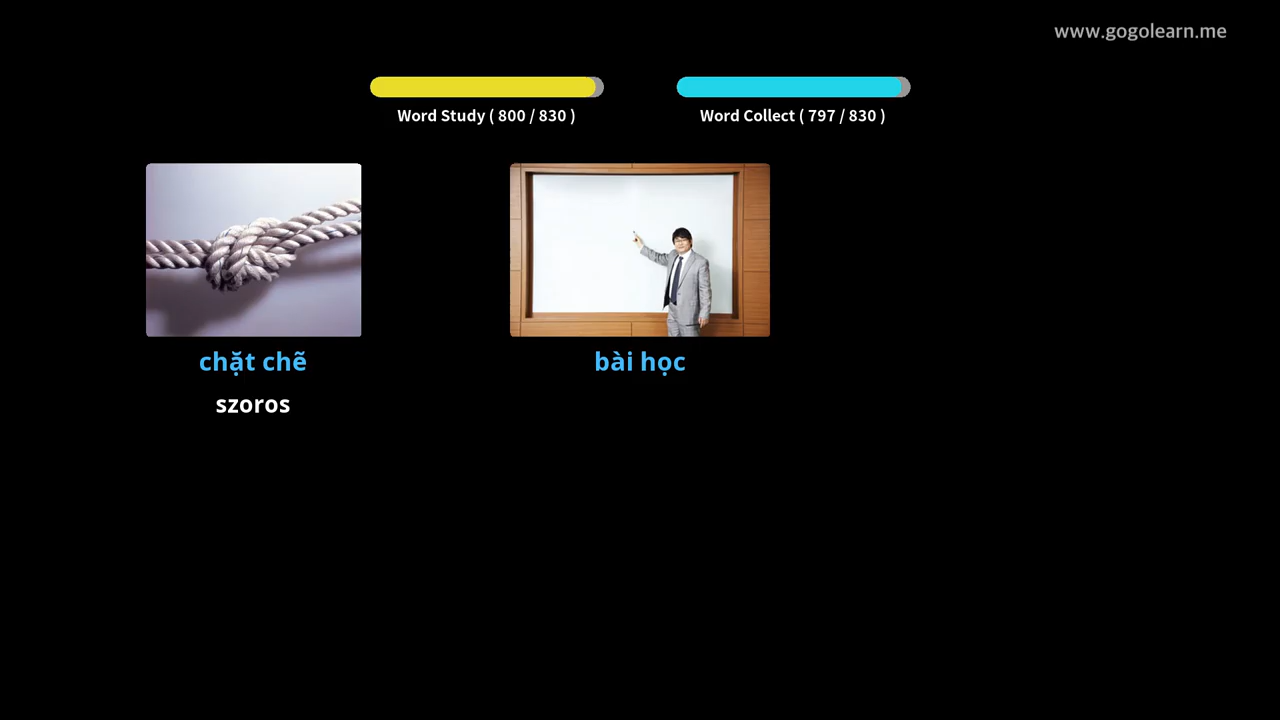 www.gogolearn.me
Word Study ( 800 / 830 )
Word Collect ( 797 / 830 )
chặt chẽ
szoros
bài học